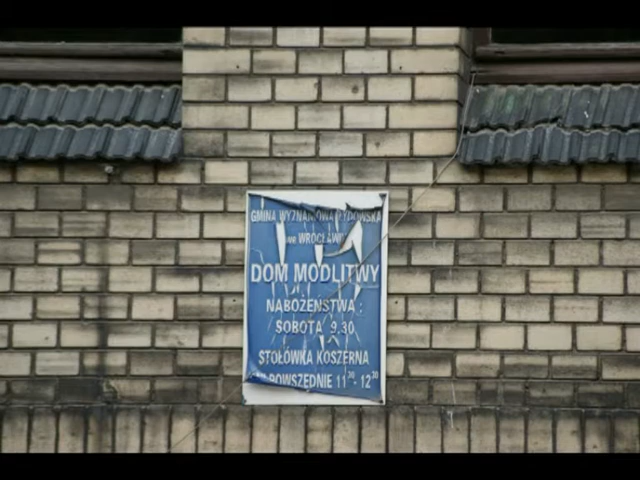 GMINA WYZNANIOWA ŻYDOWSKA
WE WROCŁAWIU
DOM MODLITWY
NABOŻEŃSTWA :
SOBOTA 9.30
STOŁÓWKA KOSZERNA
POWSZEDNIE 11³⁰ - 12³⁰